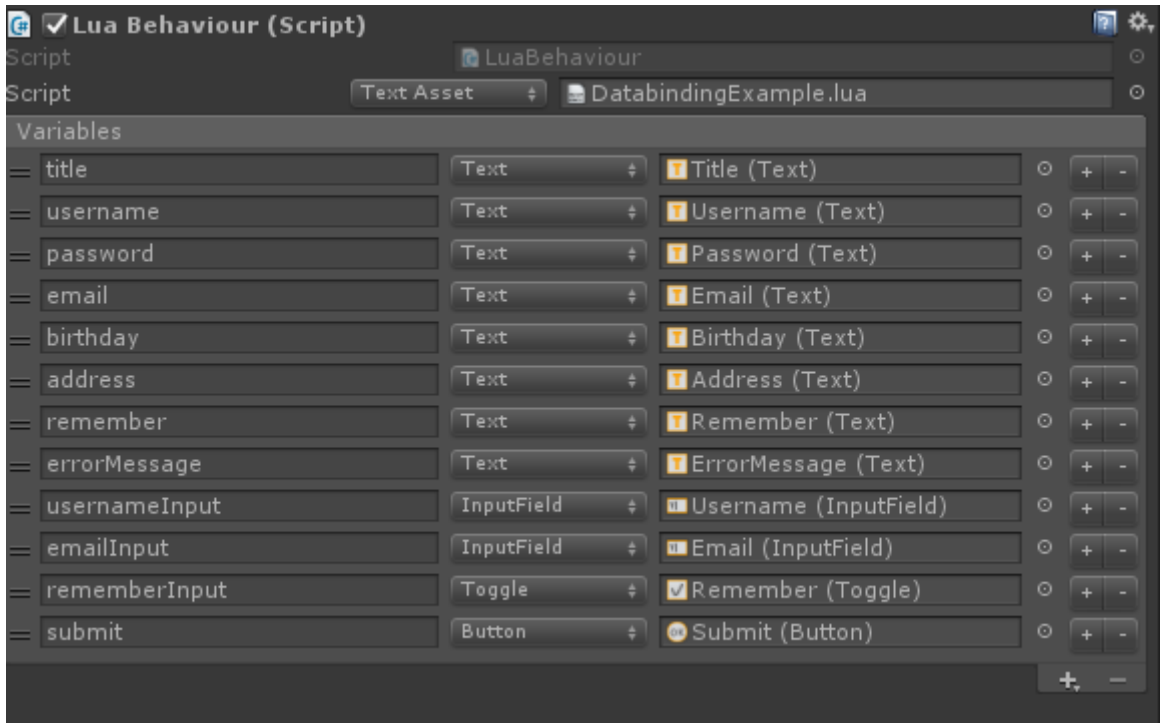 Lua Behaviour (Script)
Script LuaBehaviour
Script Text Asset DatabindingExample.lua
Variables
title Text Title (Text) + -
username Text Username (Text) + -
password Text Password (Text) + -
email Text Email (Text) + -
birthday Text Birthday (Text) + -
address Text Address (Text) + -
remember Text Remember (Text) + -
errorMessage Text ErrorMessage (Text) + -
usernameInput InputField Username (InputField) + -
emailInput InputField Email (InputField) + -
rememberInput Toggle Remember (Toggle) + -
submit Button Submit (Button) + -
+ -